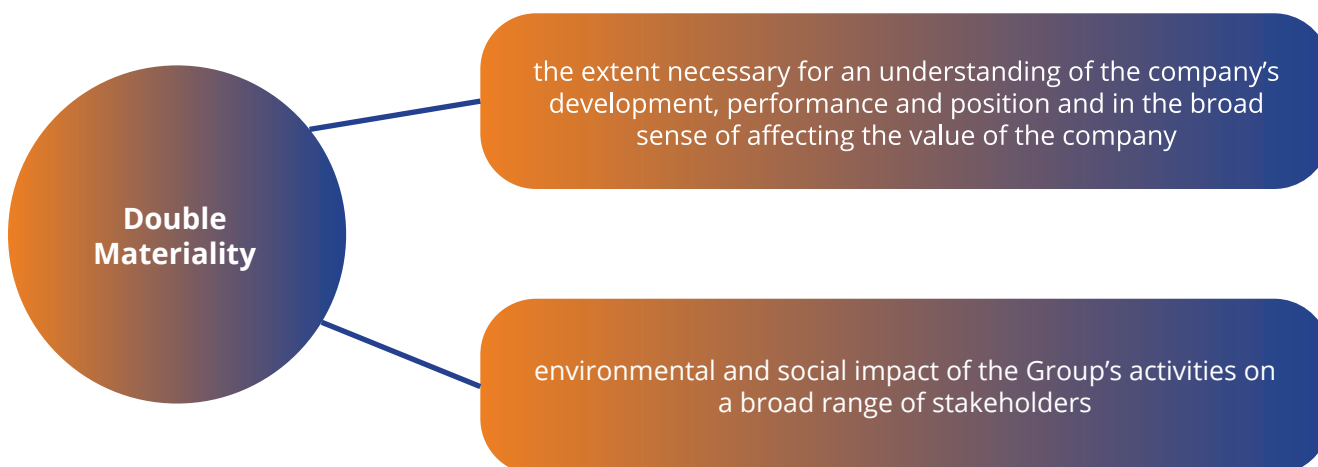 Double
Materiality
the extent necessary for an understanding of the company’s
development, performance and position and in the broad
sense of affecting the value of the company
environmental and social impact of the Group’s activities on
a broad range of stakeholders